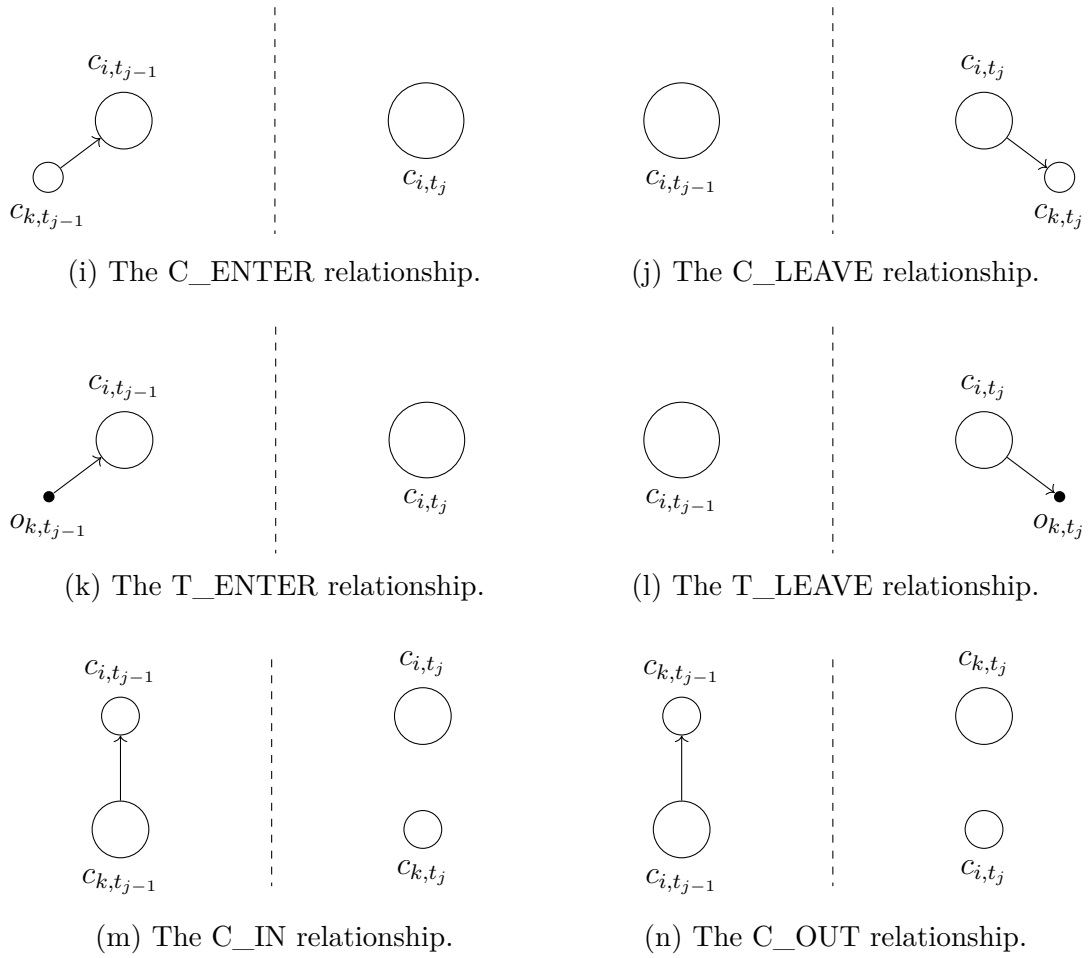 c_{i,t_{j-1}} c_{i,t_j}
c_{i,t_j} c_{i,t_{j-1}}
c_{k,t_{j-1}} c_{k,t_j}
(i) The C_ENTER relationship. (j) The C_LEAVE relationship.
c_{i,t_{j-1}} c_{i,t_j}
c_{i,t_j} c_{i,t_{j-1}}
o_{k,t_{j-1}} o_{k,t_j}
(k) The T_ENTER relationship. (l) The T_LEAVE relationship.
c_{i,t_{j-1}} c_{i,t_j} c_{k,t_{j-1}} c_{k,t_j}
c_{k,t_{j-1}} c_{k,t_j} c_{i,t_{j-1}} c_{i,t_j}
(m) The C_IN relationship. (n) The C_OUT relationship.